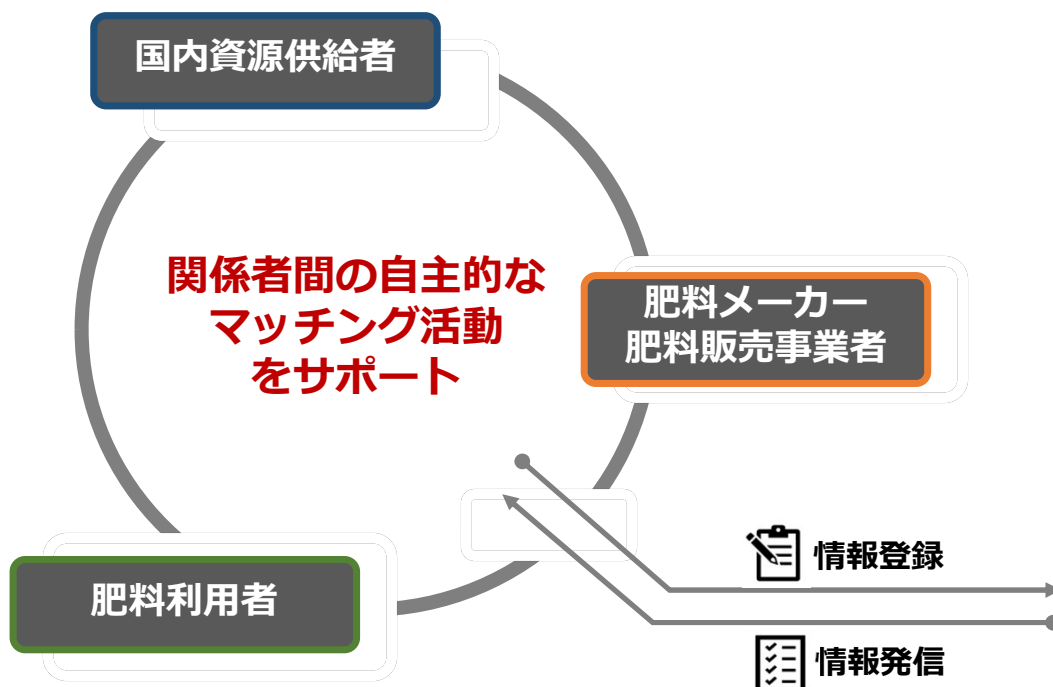 国内資源供給者
関係者間の自主的な
マッチング活動
をサポート
肥料メーカー
肥料販売事業者
情報登録
肥料利用者
情報発信